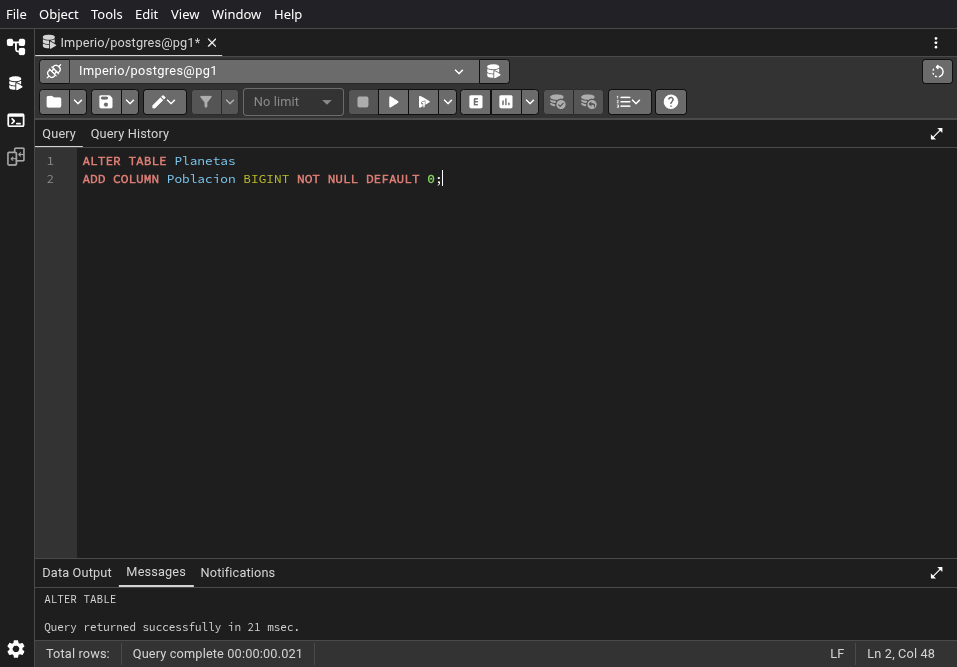 File Object Tools Edit View Window Help
Imperio/postgres@pg1*
Imperio/postgres@pg1
No limit E
Query Query History
1 ALTER TABLE Planetas
2 ADD COLUMN Poblacion BIGINT NOT NULL DEFAULT 0;
Data Output Messages Notifications
ALTER TABLE
Query returned successfully in 21 msec.
Total rows: Query complete 00:00:00.021 LF Ln 2, Col 48